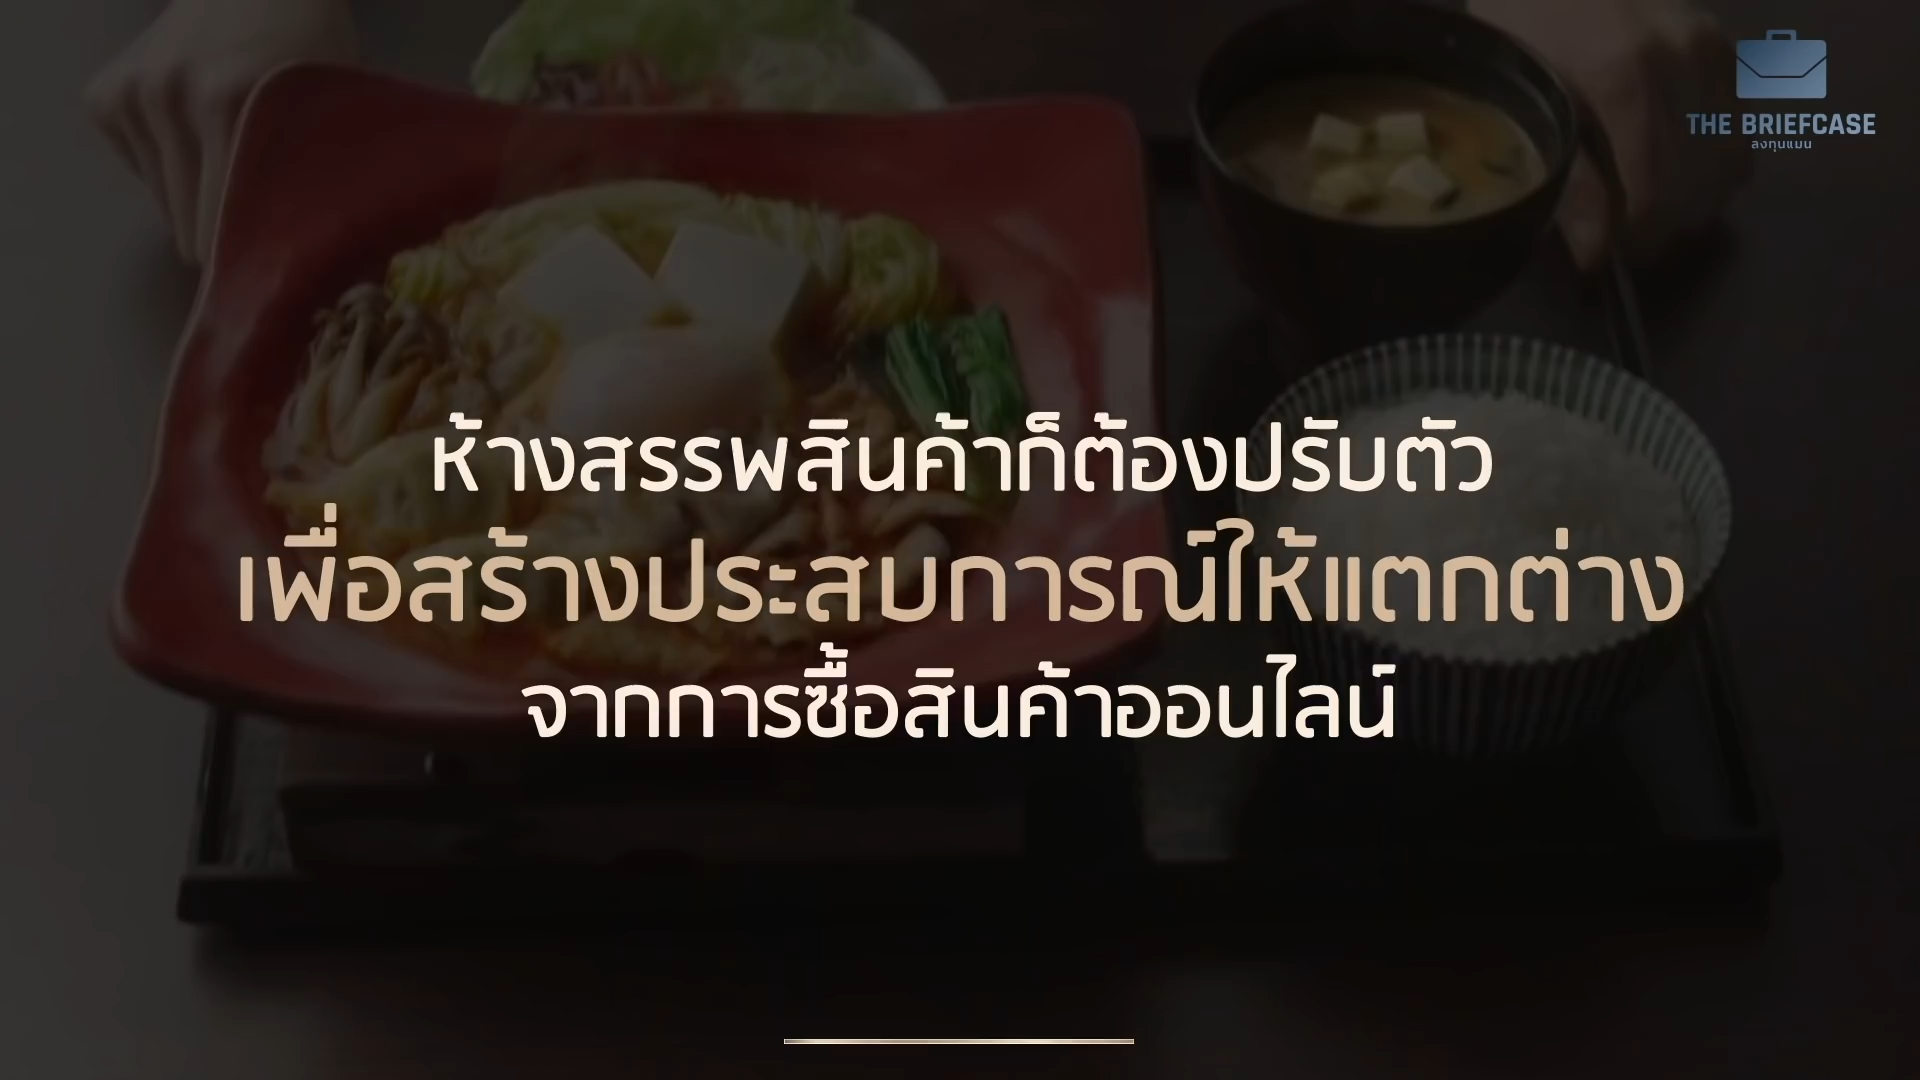 THE BRIEFCASE
ลงทุนแมน
ห้างสรรพสินค้าก็ต้องปรับตัว
เพื่อสร้างประสบการณ์ให้แตกต่าง
จากการซื้อสินค้าออนไลน์